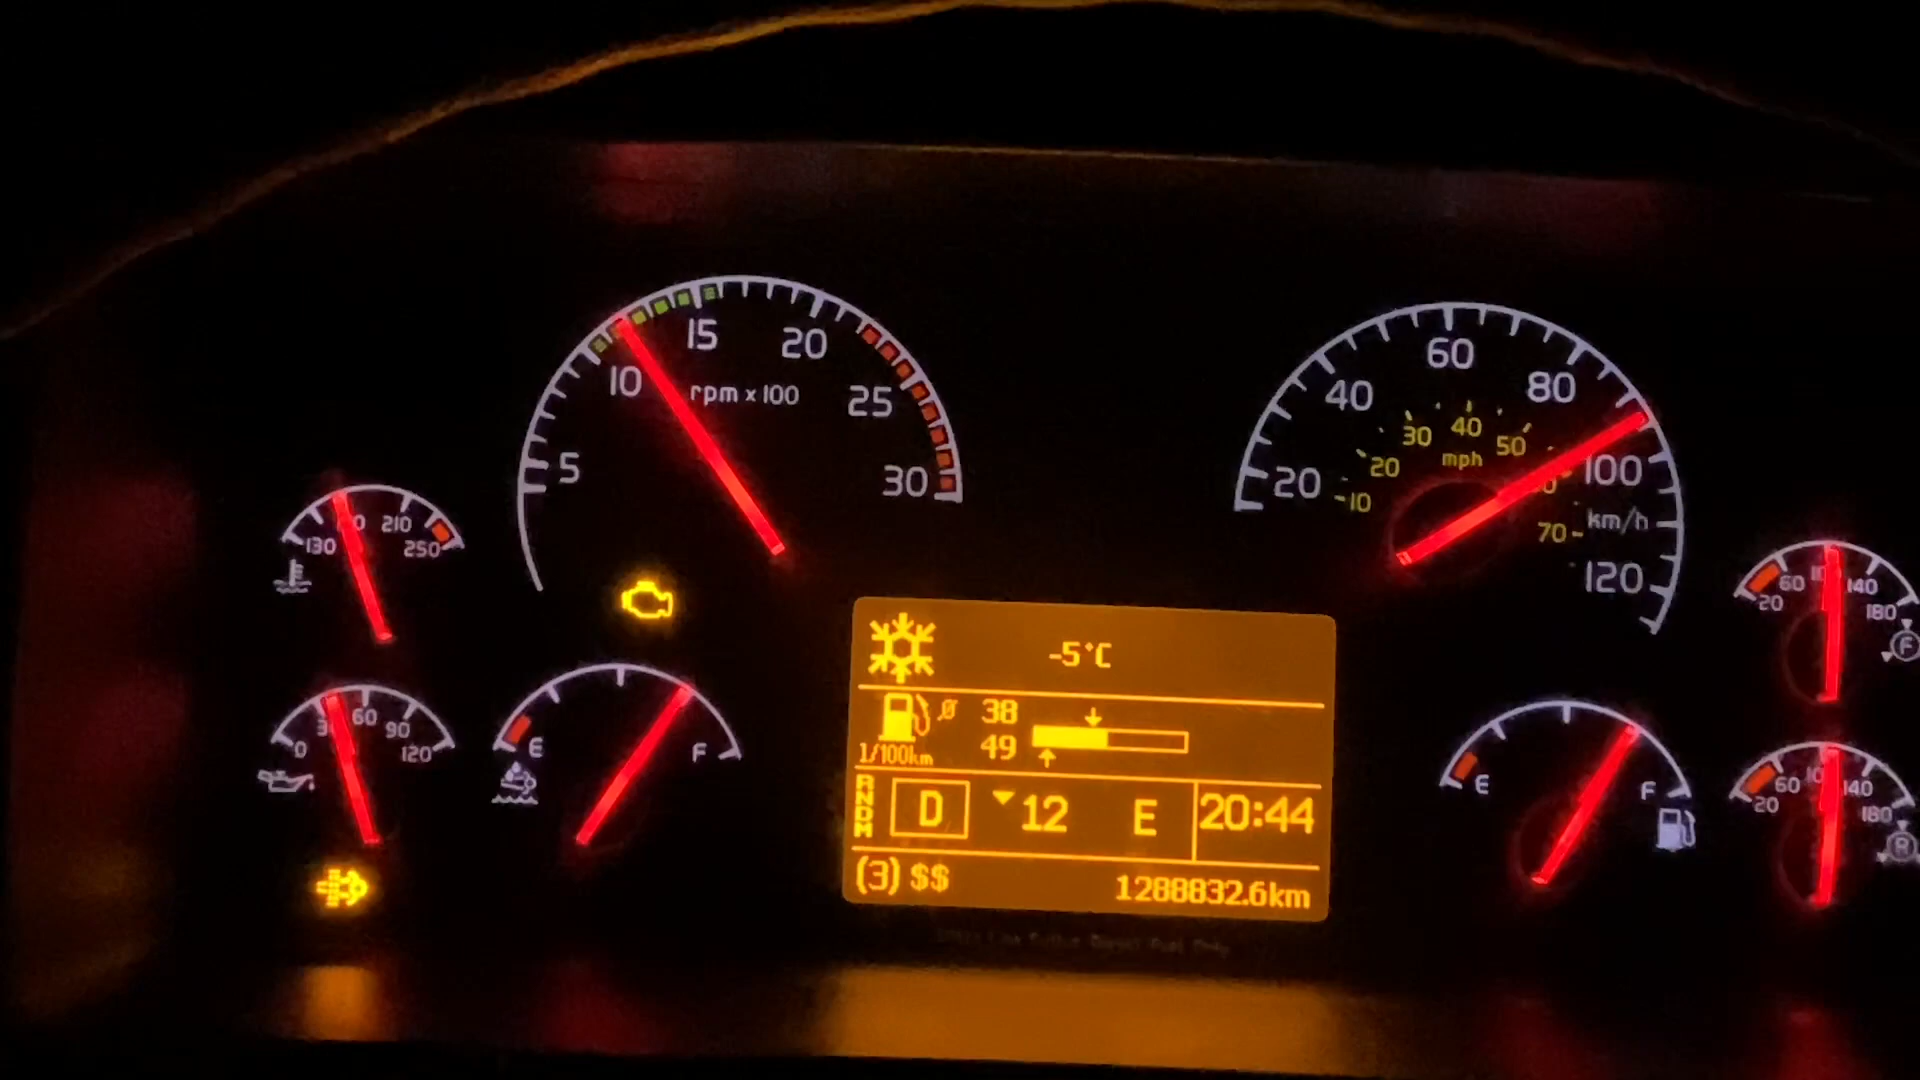 5
10
15
20
25
30
rpm x 100
20
40
60
80
100
120
km/h
10
20
30
40
50
70
mph
130
210
250
0
60
90
120
E
F
-5°C
38
49
l/100km
RNDM
D
12
E
20:44
(3) $$
1288832.6km
E
F
20
60
140
180
F
20
60
140
180
R